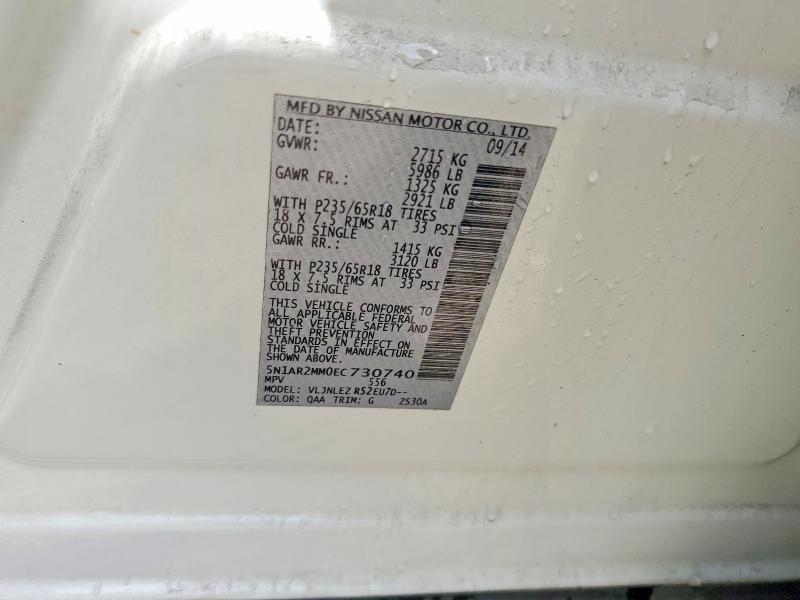 MFD BY NISSAN MOTOR CO., LTD.
DATE: 09/14
GVWR: 2715 KG
5986 LB
GAWR FR.: 1325 KG
2921 LB
WITH P235/65R18 TIRES
18 X 7.5 RIMS AT 33 PSI
COLD SINGLE
GAWR RR.: 1415 KG
3120 LB
WITH P235/65R18 TIRES
18 X 7.5 RIMS AT 33 PSI
COLD SINGLE
THIS VEHICLE CONFORMS TO
ALL APPLICABLE FEDERAL
MOTOR VEHICLE SAFETY AND
THEFT PREVENTION
STANDARDS IN EFFECT ON
THE DATE OF MANUFACTURE
SHOWN ABOVE
5N1AR2MM0EC730740
MPV 556
MODEL: VLJNLEZ R52EU7D--
COLOR: QAA TRIM: G ZS30A